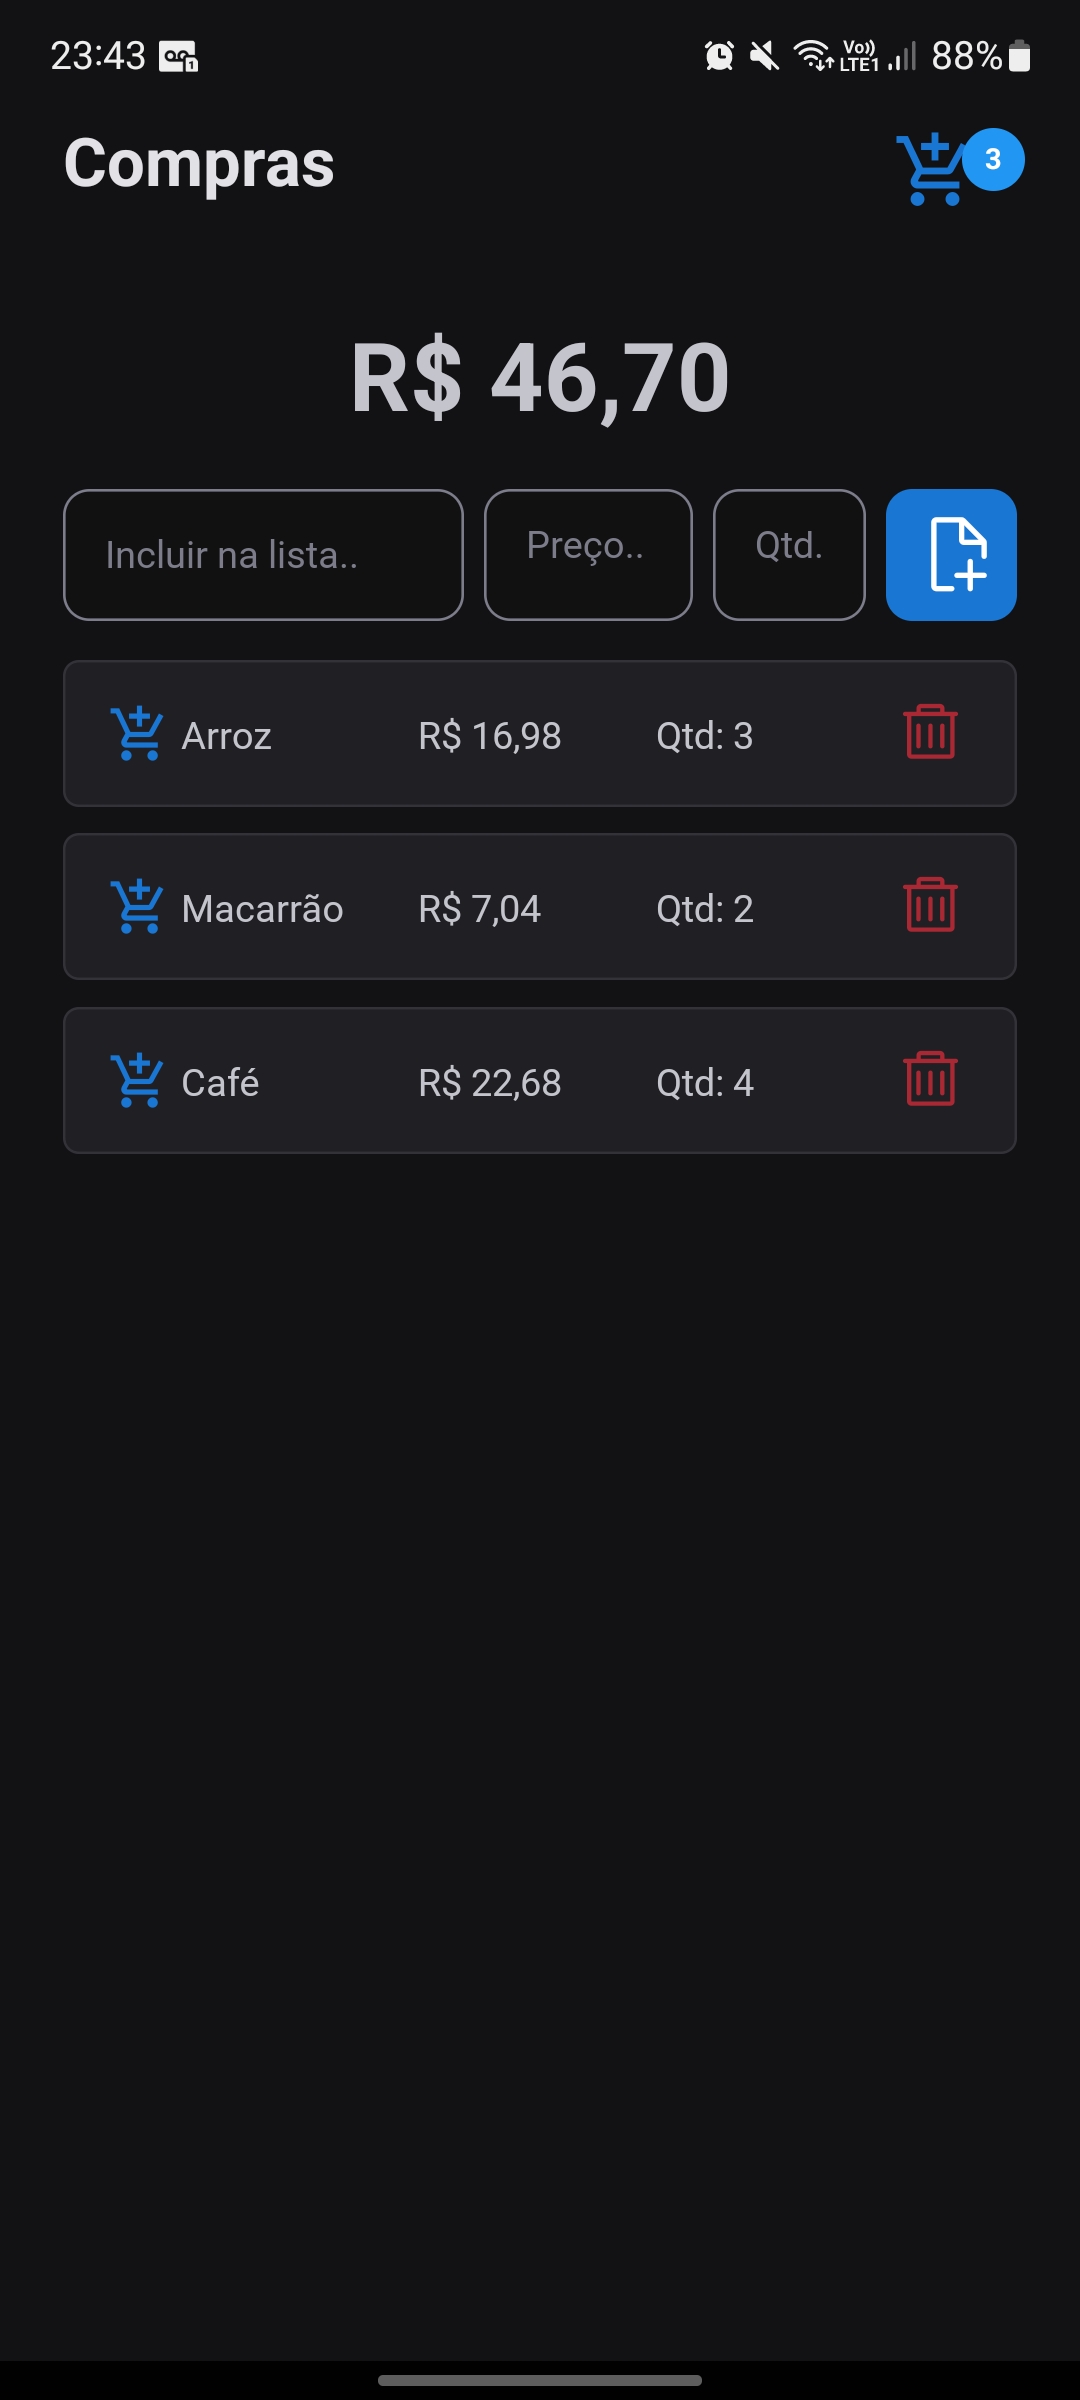 23:43
Vo)) LTE1 88%
Compras
3
R$ 46,70
Incluir na lista.. Preço.. Qtd.
Arroz R$ 16,98 Qtd: 3
Macarrão R$ 7,04 Qtd: 2
Café R$ 22,68 Qtd: 4